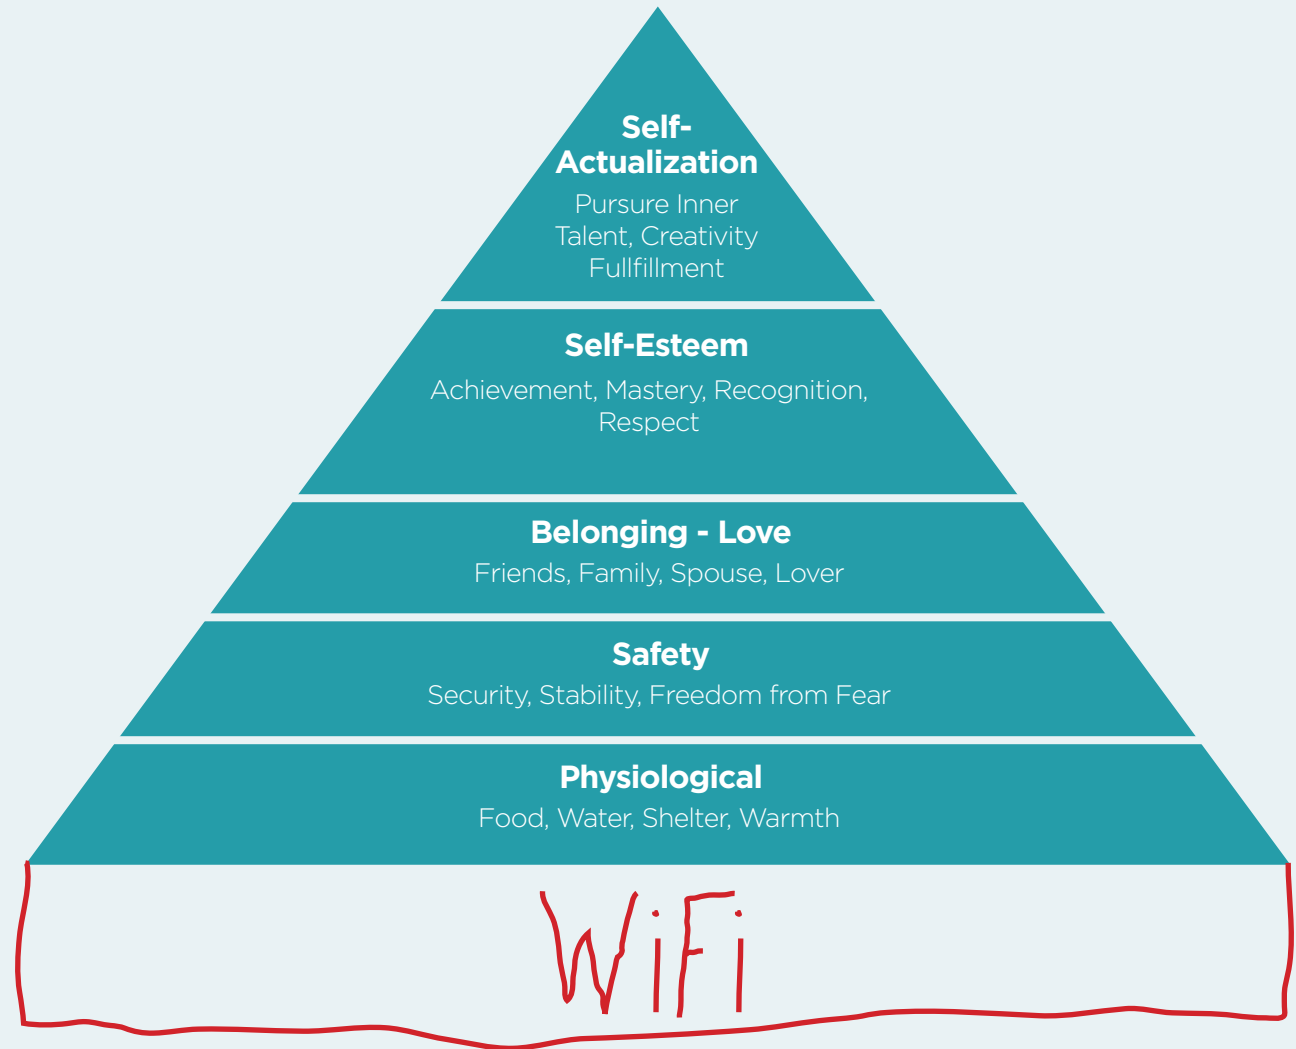 Self-
Actualization
Pursure Inner
Talent, Creativity
Fullfillment
Self-Esteem
Achievement, Mastery, Recognition,
Respect
Belonging - Love
Friends, Family, Spouse, Lover
Safety
Security, Stability, Freedom from Fear
Physiological
Food, Water, Shelter, Warmth
WiFi